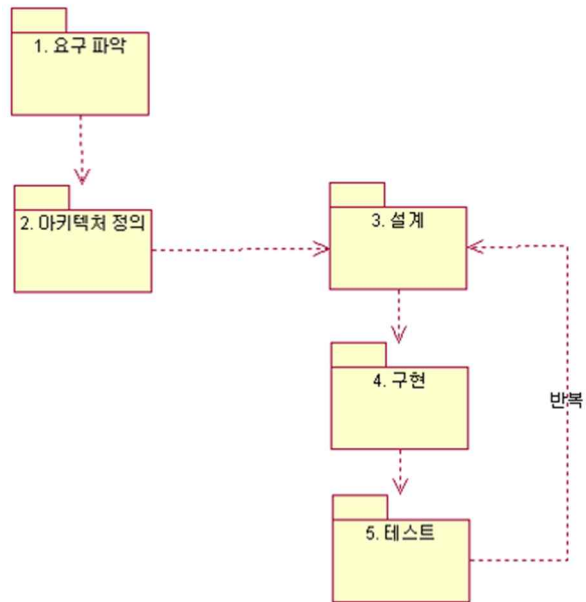 1. 요구 파악
2. 아키텍처 정의
3. 설계
4. 구현
반복
5. 테스트